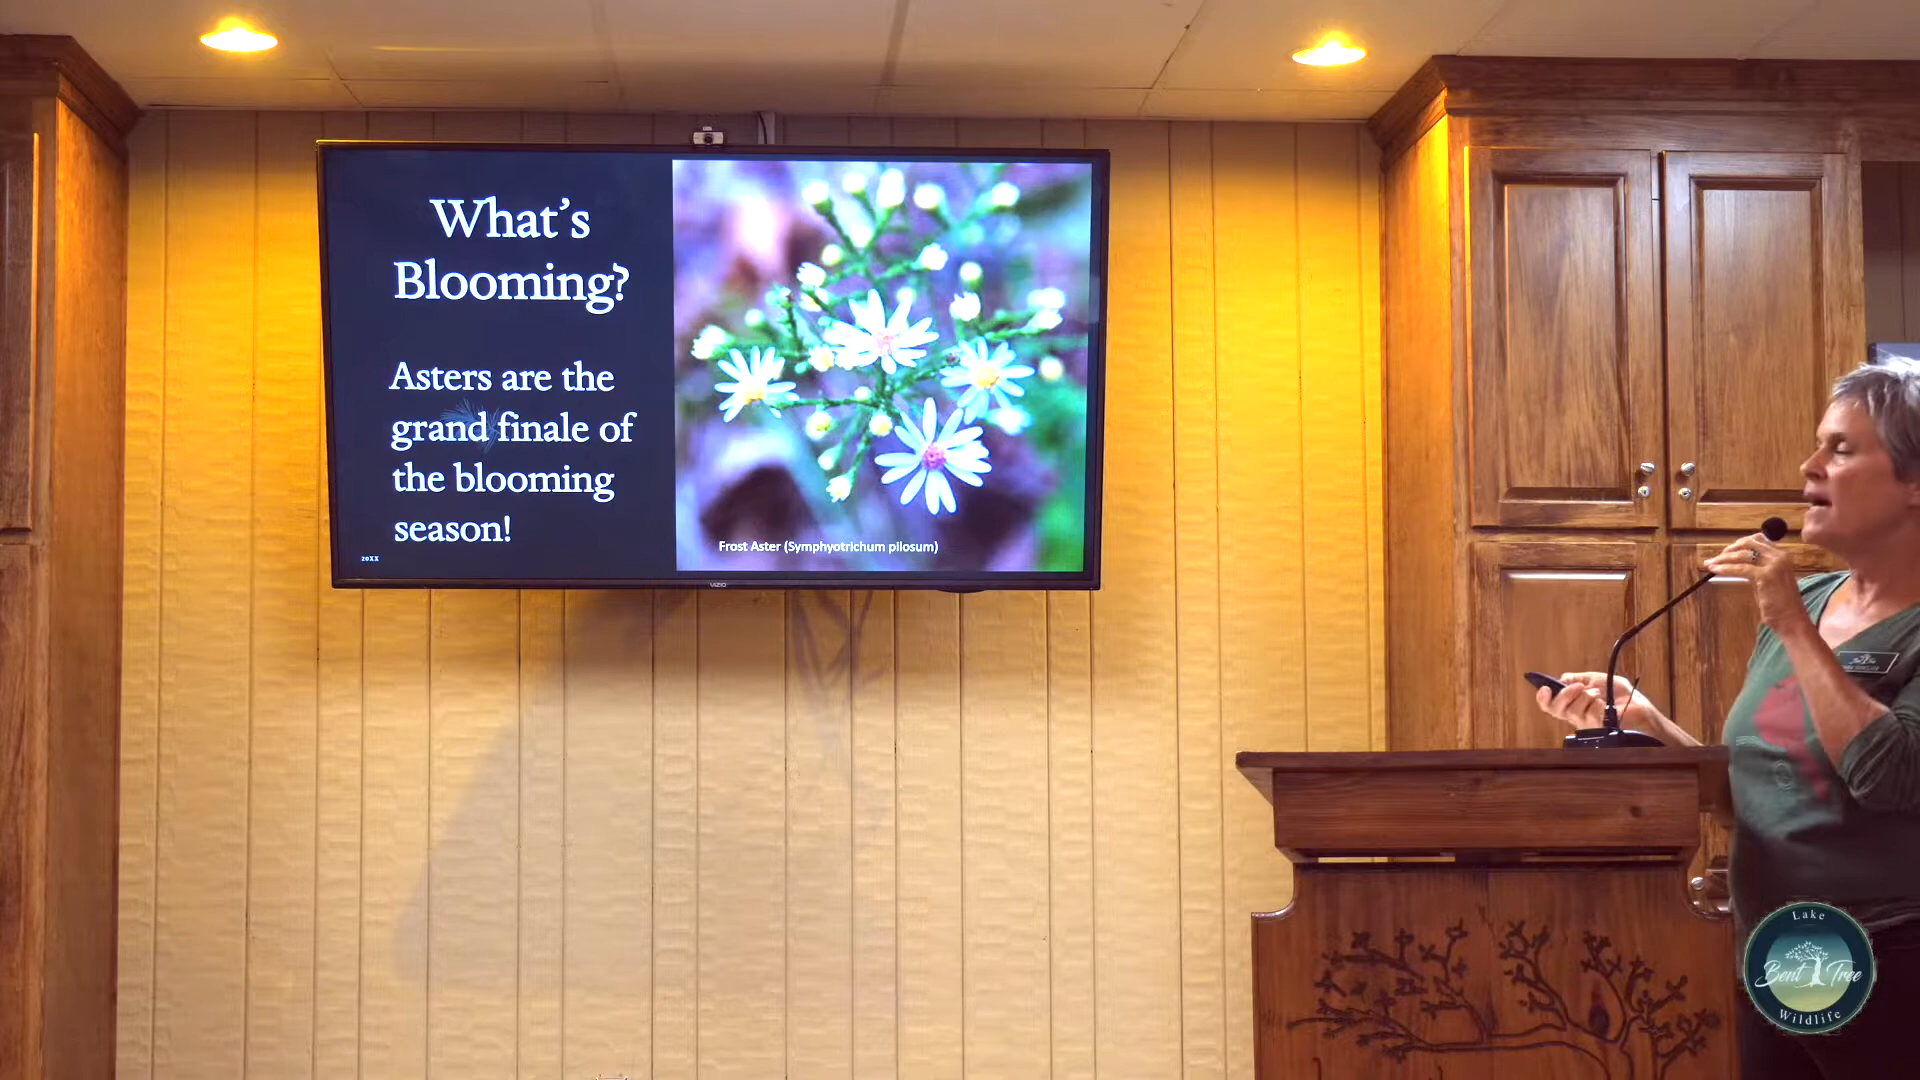 What's
Blooming?
Asters are the
grand finale of
the blooming
season!
20XX
Frost Aster (Symphyotrichum pilosum)
VIZIO
Lake
Bent Tree
Wildlife